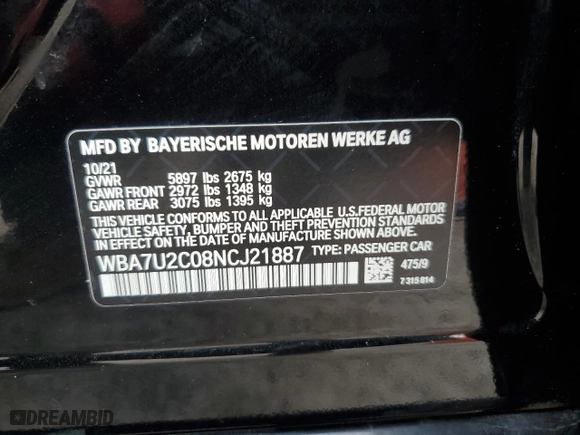 MFD BY BAYERISCHE MOTOREN WERKE AG
10/21
GVWR 5897 lbs 2675 kg
GAWR FRONT 2972 lbs 1348 kg
GAWR REAR 3075 lbs 1395 kg
THIS VEHICLE CONFORMS TO ALL APPLICABLE U.S.FEDERAL MOTOR
VEHICLE SAFETY, BUMPER AND THEFT PREVENTION STANDARDS
IN EFFECT ON THE DATE OF MANUFACTURE SHOWN ABOVE.
WBA7U2C08NCJ21887 TYPE: PASSENGER CAR
475/9
7 315 814
DREAMBID